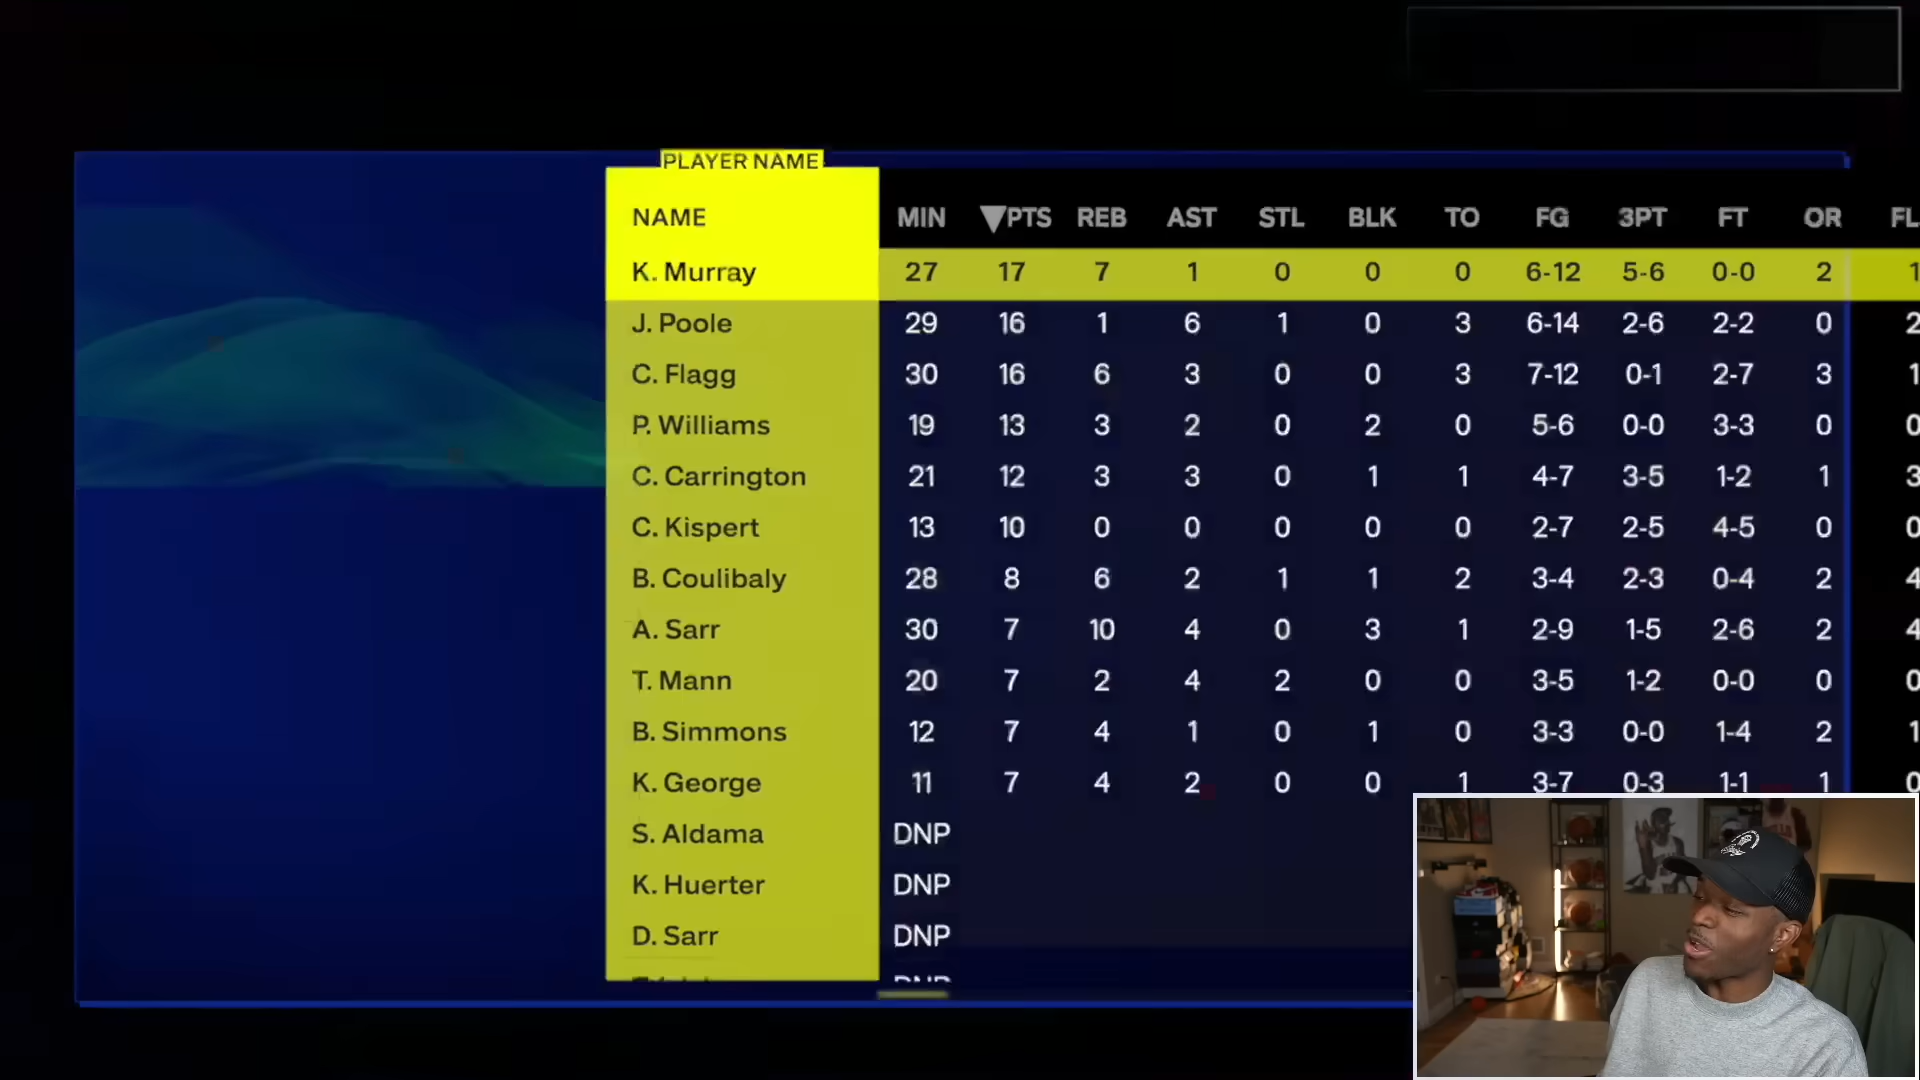 PLAYER NAME
NAME MIN ▼PTS REB AST STL BLK TO FG 3PT FT OR
K. Murray 27 17 7 1 0 0 0 6-12 5-6 0-0 2 1
J. Poole 29 16 1 6 1 0 3 6-14 2-6 2-2 0 2
C. Flagg 30 16 6 3 0 0 3 7-12 0-1 2-7 3 1
P. Williams 19 13 3 2 0 2 0 5-6 0-0 3-3 0 0
C. Carrington 21 12 3 3 0 1 1 4-7 3-5 1-2 1 3
C. Kispert 13 10 0 0 0 0 0 2-7 2-5 4-5 0 0
B. Coulibaly 28 8 6 2 1 1 2 3-4 2-3 0-4 2 4
A. Sarr 30 7 10 4 0 3 1 2-9 1-5 2-6 2 4
T. Mann 20 7 2 4 2 0 0 3-5 1-2 0-0 0 0
B. Simmons 12 7 4 1 0 1 0 3-3 0-0 1-4 2 1
K. George 11 7 4 2 0 0 1 3-7 0-3 1-1 1 0
S. Aldama DNP
K. Huerter DNP
D. Sarr DNP
DNP